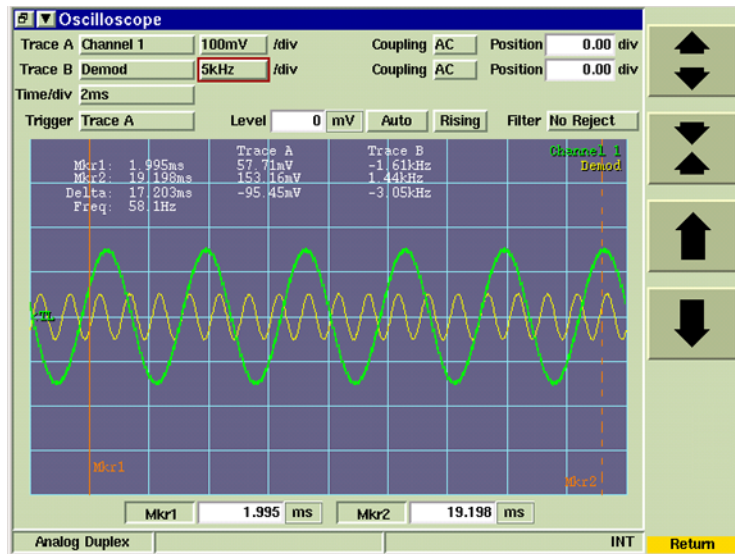 Oscilloscope
Trace A Channel 1 100mV /div Coupling AC Position 0.00 div
Trace B Demod 5kHz /div Coupling AC Position 0.00 div
Time/div 2ms
Trigger Trace A Level 0 mV Auto Rising Filter No Reject
Trace A Trace B Channel 1
Mkr1: 1.995ms 57.71mV -1.61kHz Demod
Mkr2: 19.198ms 153.16mV 1.44kHz
Delta: 17.203ms -95.45mV -3.05kHz
Freq: 58.1Hz
<TL
Mkr1
Mkr2
Mkr1 1.995 ms Mkr2 19.198 ms
Analog Duplex INT Return